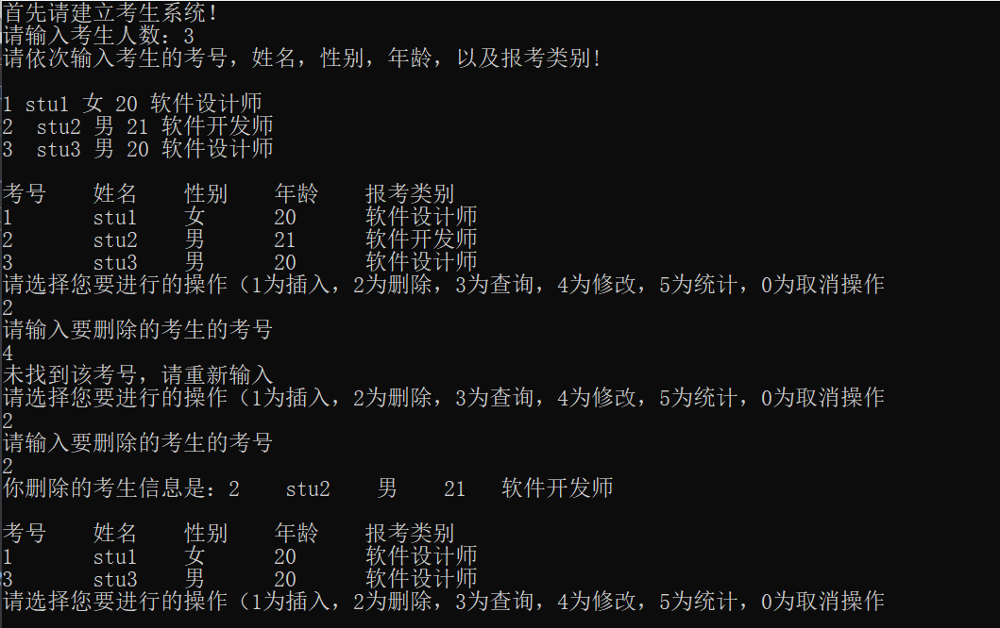 首先请建立考生系统!
请输入考生人数: 3
请依次输入考生的考号，姓名，性别，年龄，以及报考类别!
1 stu1 女 20 软件设计师
2  stu2 男 21 软件开发师
3  stu3 男 20 软件设计师
考号    姓名    性别    年龄    报考类别
1       stu1    女      20      软件设计师
2       stu2    男      21      软件开发师
3       stu3    男      20      软件设计师
请选择您要进行的操作（1为插入，2为删除，3为查询，4为修改，5为统计，0为取消操作
2
请输入要删除的考生的考号
4
未找到该考号，请重新输入
请选择您要进行的操作（1为插入，2为删除，3为查询，4为修改，5为统计，0为取消操作
2
请输入要删除的考生的考号
2
你删除的考生信息是: 2    stu2    男    21   软件开发师
考号    姓名    性别    年龄    报考类别
1       stu1    女      20      软件设计师
3       stu3    男      20      软件设计师
请选择您要进行的操作（1为插入，2为删除，3为查询，4为修改，5为统计，0为取消操作